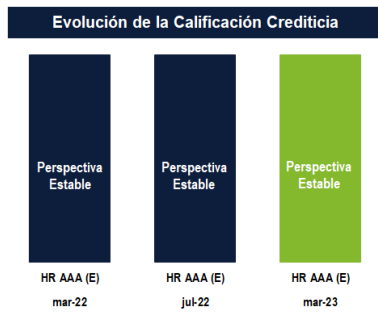 Evolución de la Calificación Crediticia
Perspectiva
Estable
Perspectiva
Estable
Perspectiva
Estable
HR AAA (E)
mar-22
HR AAA (E)
jul-22
HR AAA (E)
mar-23